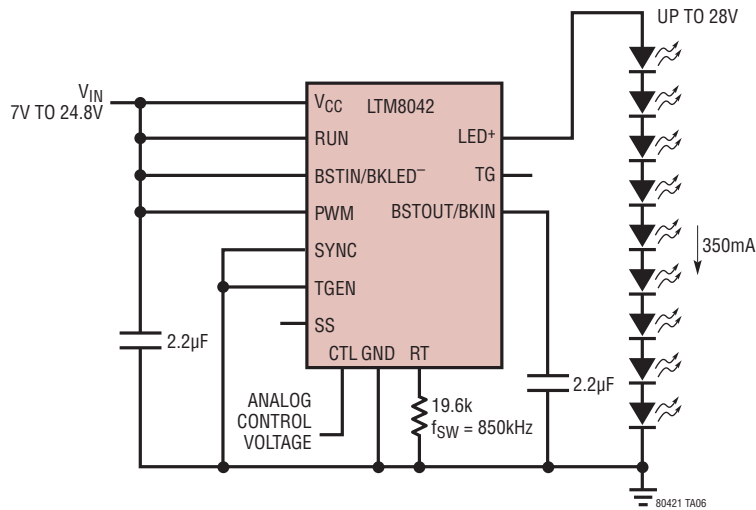 UP TO 28V
VIN
7V TO 24.8V
VCC
LTM8042
RUN
LED+
BSTIN/BKLED–
TG
PWM
BSTOUT/BKIN
SYNC
350mA
TGEN
SS
2.2µF
CTL GND RT
2.2µF
ANALOG
CONTROL
VOLTAGE
19.6k
fSW = 850kHz
80421 TA06